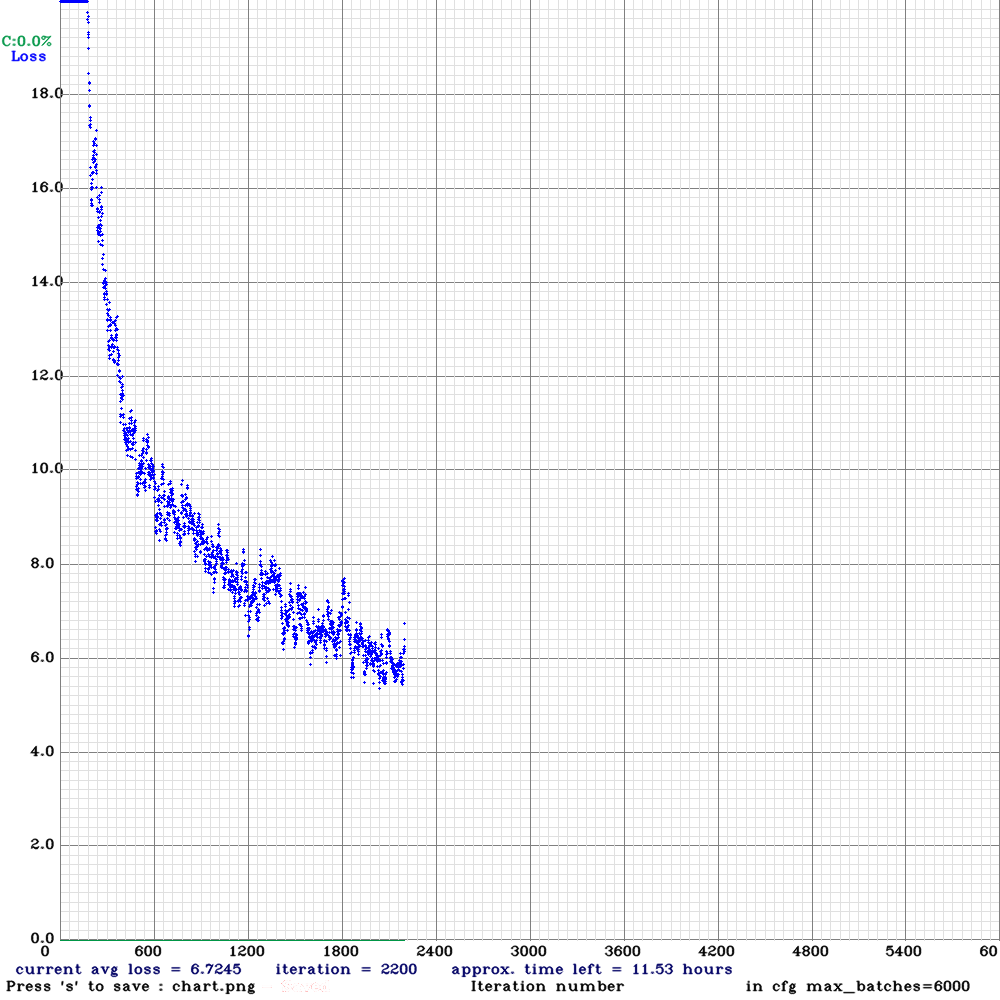 C:0.0%
Loss
18.0
16.0
14.0
12.0
10.0
8.0
6.0
4.0
2.0
0.0
0 600 1200 1800 2400 3000 3600 4200 4800 5400 60
current avg loss = 6.7245 iteration = 2200 approx. time left = 11.53 hours
Press 's' to save : chart.png Iteration number in cfg max_batches=6000